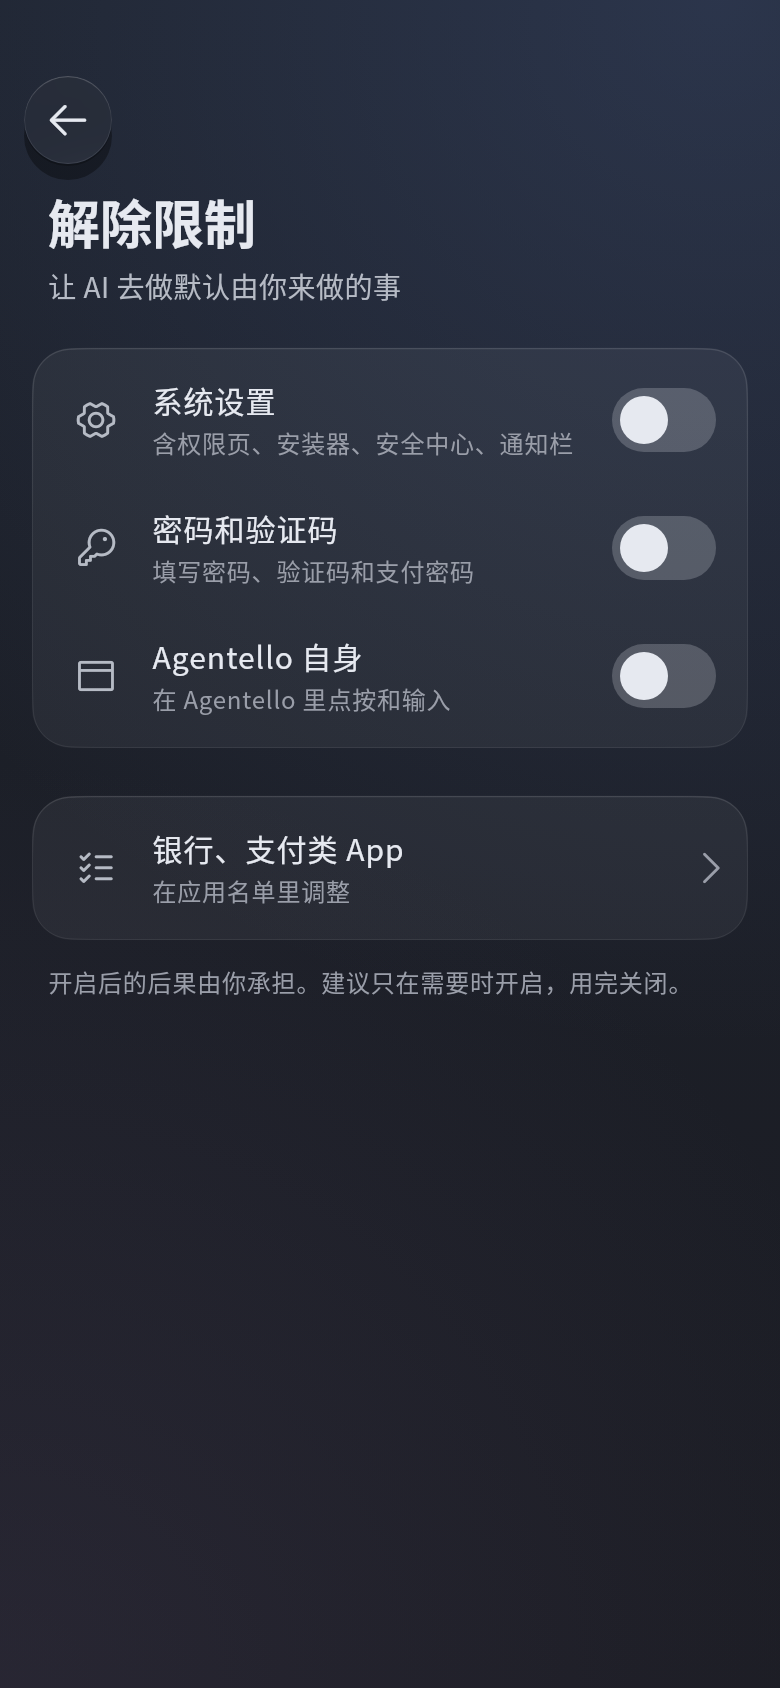 解除限制
让 AI 去做默认由你来做的事
系统设置
含权限页、安装器、安全中心、通知栏
密码和验证码
填写密码、验证码和支付密码
Agentello 自身
在 Agentello 里点按和输入
银行、支付类 App
在应用名单里调整
开启后的后果由你承担。建议只在需要时开启，用完关闭。